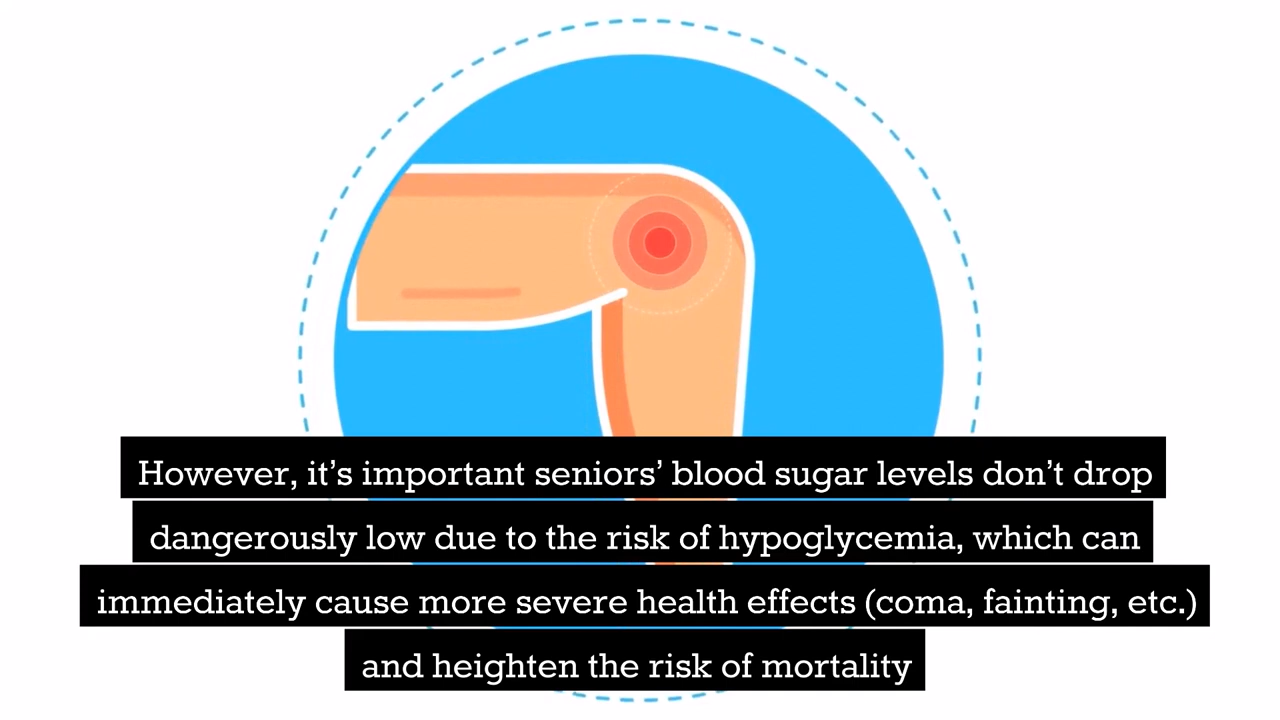 However, it’s important seniors’ blood sugar levels don’t drop
dangerously low due to the risk of hypoglycemia, which can
immediately cause more severe health effects (coma, fainting, etc.)
and heighten the risk of mortality